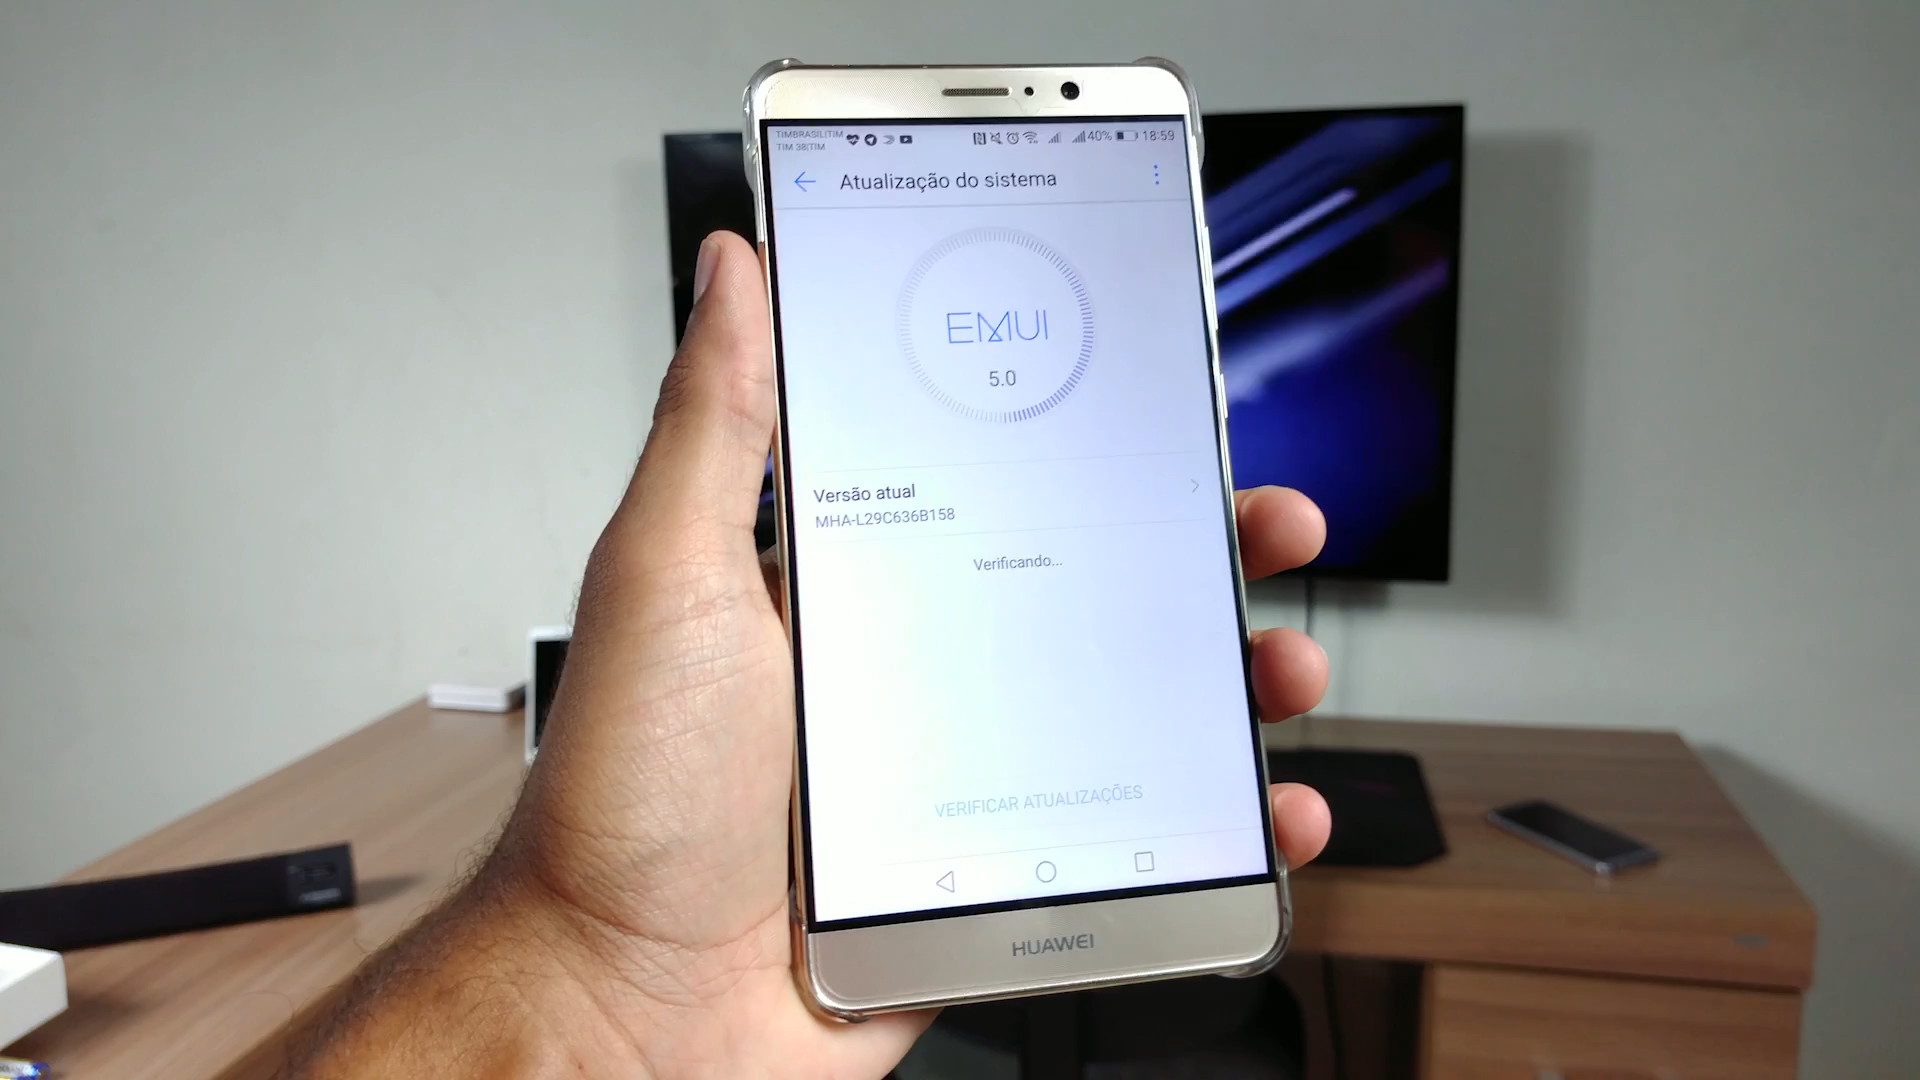 TIMBRASIL|TIM
TIM 38|TIM
40% 18:59
Atualização do sistema
EMUI
5.0
Versão atual
MHA-L29C636B158
Verificando...
VERIFICAR ATUALIZAÇÕES
HUAWEI